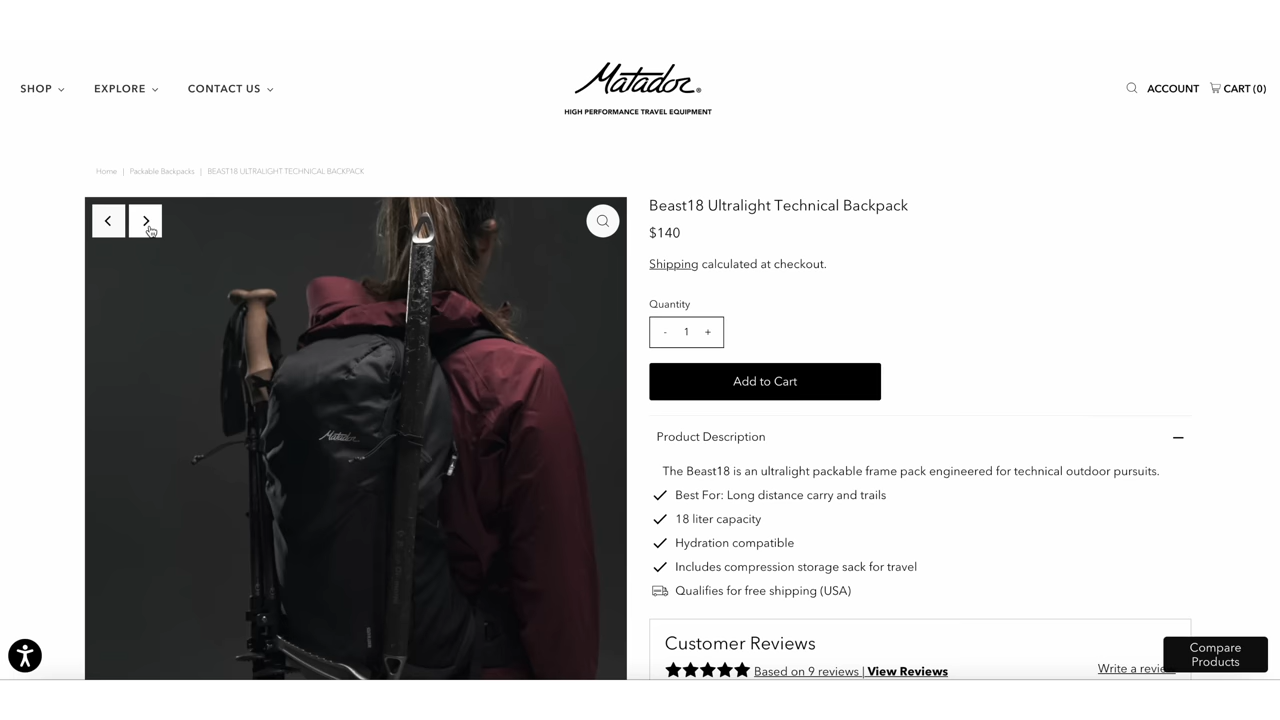 SHOP
EXPLORE
CONTACT US
Matador®
HIGH PERFORMANCE TRAVEL EQUIPMENT
ACCOUNT
CART (0)
Home | Packable Backpacks | BEAST18 ULTRALIGHT TECHNICAL BACKPACK
Matador
Beast18 Ultralight Technical Backpack
$140
Shipping calculated at checkout.
Quantity
- 1 +
Add to Cart
Product Description
The Beast18 is an ultralight packable frame pack engineered for technical outdoor pursuits.
Best For: Long distance carry and trails
18 liter capacity
Hydration compatible
Includes compression storage sack for travel
Qualifies for free shipping (USA)
Customer Reviews
Based on 9 reviews | View Reviews
Write a
Compare
Products